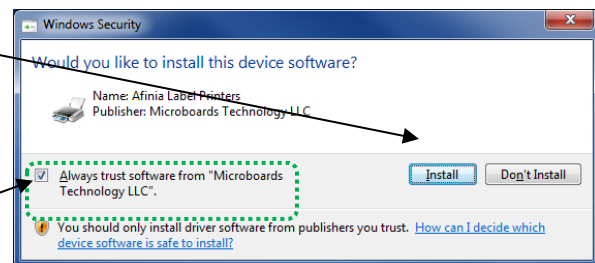 Windows Security
Would you like to install this device software?
Name: Afinia Label Printers
Publisher: Microboards Technology LLC
Always trust software from "Microboards
Technology LLC".
Install
Don't Install
You should only install driver software from publishers you trust. How can I decide which
device software is safe to install?